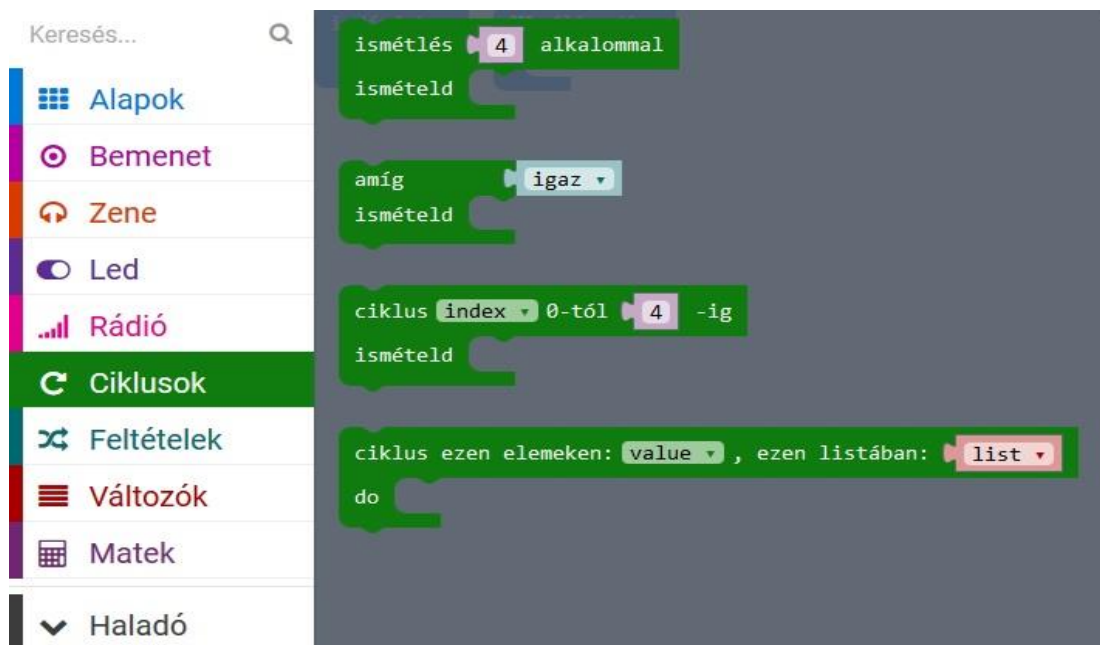 Keresés...
Alapok
Bemenet
Zene
Led
Rádió
Ciklusok
Feltételek
Változók
Matek
Haladó
ismétlés 4 alkalommal
ismételd
amíg igaz
ismételd
ciklus index 0-tól 4 -ig
ismételd
ciklus ezen elemeken: value , ezen listában: list
do